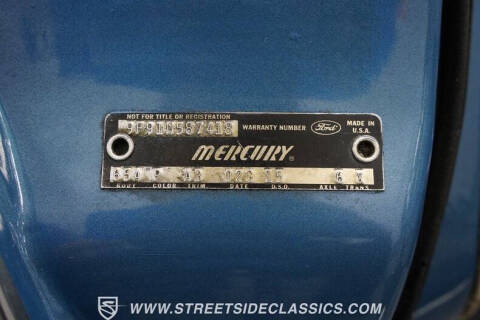 NOT FOR TITLE OR REGISTRATION
WARRANTY NUMBER
Ford
MADE IN
U.S.A.
MERCURY
BODY COLOR TRIM DATE D.S.O. AXLE TRANS.
WWW.STREETSIDECLASSICS.COM